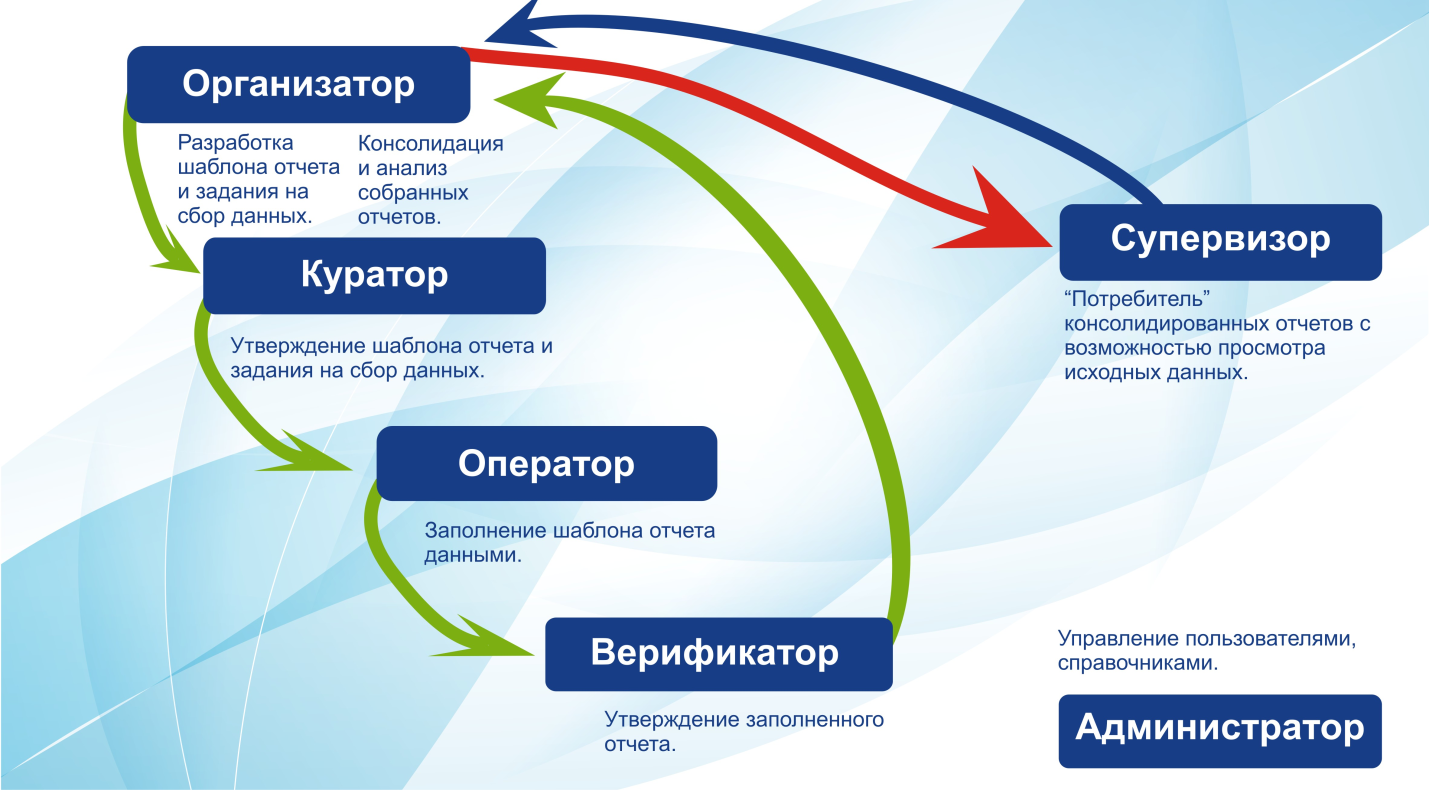 Организатор
Разработка
шаблона отчета
и задания на
сбор данных.
Консолидация
и анализ
собранных
отчетов.
Куратор
Утверждение шаблона отчета и
задания на сбор данных.
Оператор
Заполнение шаблона отчета
данными.
Верификатор
Утверждение заполненного
отчета.
Супервизор
“Потребитель”
консолидированных отчетов с
возможностью просмотра
исходных данных.
Управление пользователями,
справочниками.
Администратор